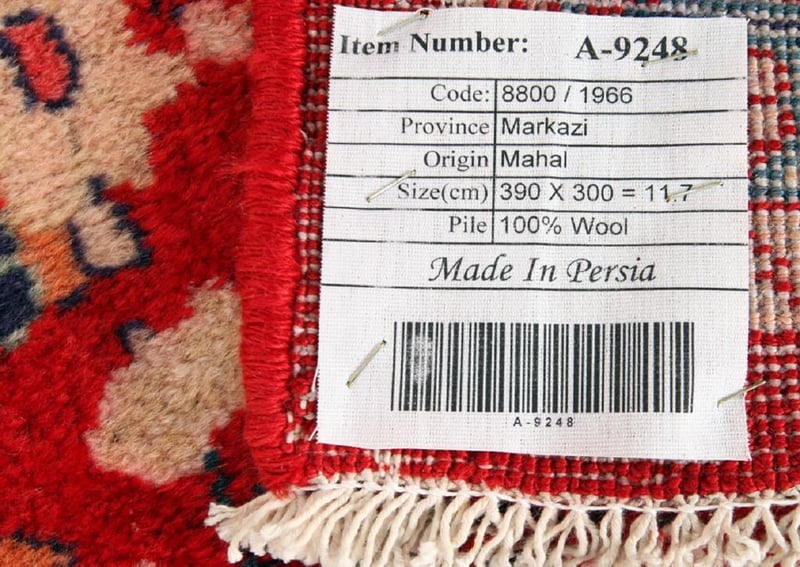 Item Number: A-9248
Code: 8800 / 1966
Province Markazi
Origin Mahal
Size(cm) 390 X 300 = 11.7
Pile 100% Wool
Made In Persia
A-9248